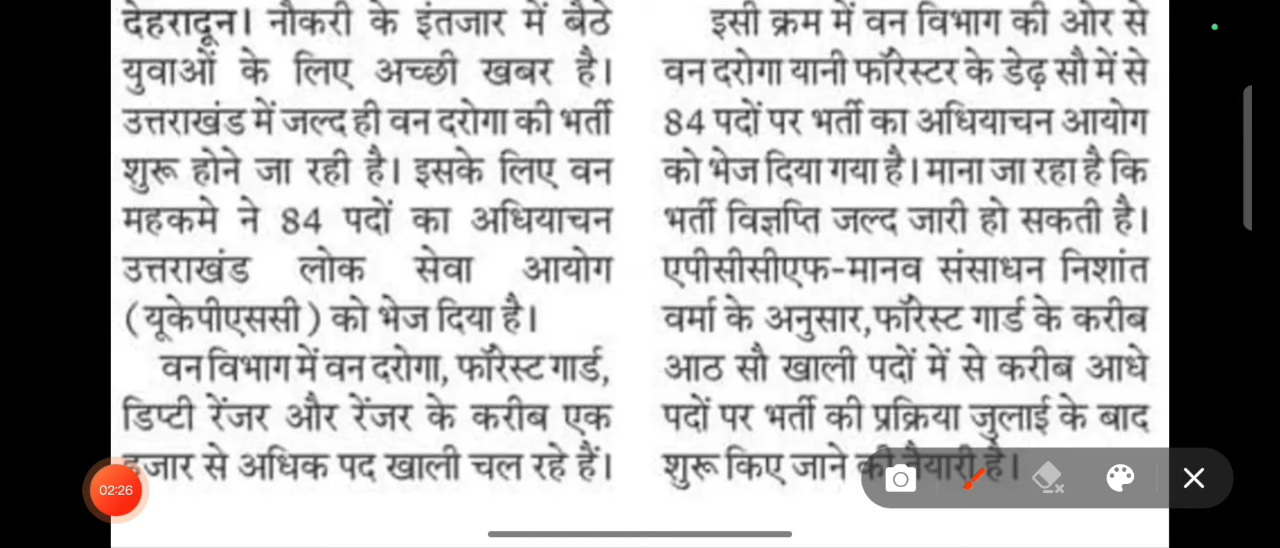 देहरादून। नौकरी के इंतजार में बैठे
युवाओं के लिए अच्छी खबर है।
उत्तराखंड में जल्द ही वन दरोगा की भर्ती
शुरू होने जा रही है। इसके लिए वन
महकमे ने 84 पदों का अधियाचन
उत्तराखंड लोक सेवा आयोग
(यूकेपीएससी) को भेज दिया है।
वन विभाग में वन दरोगा, फॉरेस्ट गार्ड,
डिप्टी रेंजर और रेंजर के करीब एक
हजार से अधिक पद खाली चल रहे हैं।
इसी क्रम में वन विभाग की ओर से
वन दरोगा यानी फॉरेस्टर के डेढ़ सौ में से
84 पदों पर भर्ती का अधियाचन आयोग
को भेज दिया गया है। माना जा रहा है कि
भर्ती विज्ञप्ति जल्द जारी हो सकती है।
एपीसीसीएफ-मानव संसाधन निशांत
वर्मा के अनुसार,फॉरेस्ट गार्ड के करीब
आठ सौ खाली पदों में से करीब आधे
पदों पर भर्ती की प्रक्रिया जुलाई के बाद
शुरू किए जाने की तैयारी है।
02:26